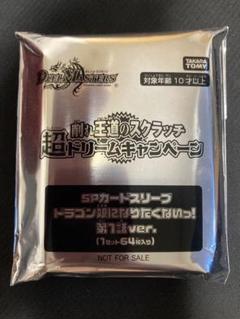 DUEL MASTERS
TAKARA TOMY
対象年齢10才以上
削れ 王道のスクラッチ
超ドリームキャンペーン
SPカードスリーブ
ドラゴン娘になりたくないっ!
第1話ver.
(1セット64枚入り)
NOT FOR SALE